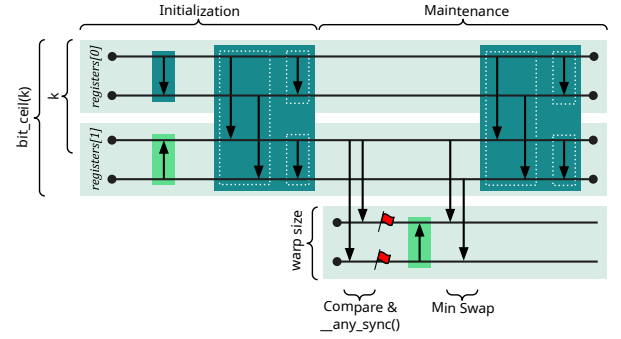 Initialization
Maintenance
bit_ceil(k)
k
registers[0]
registers[1]
warp size
Compare &
__any_sync()
Min Swap